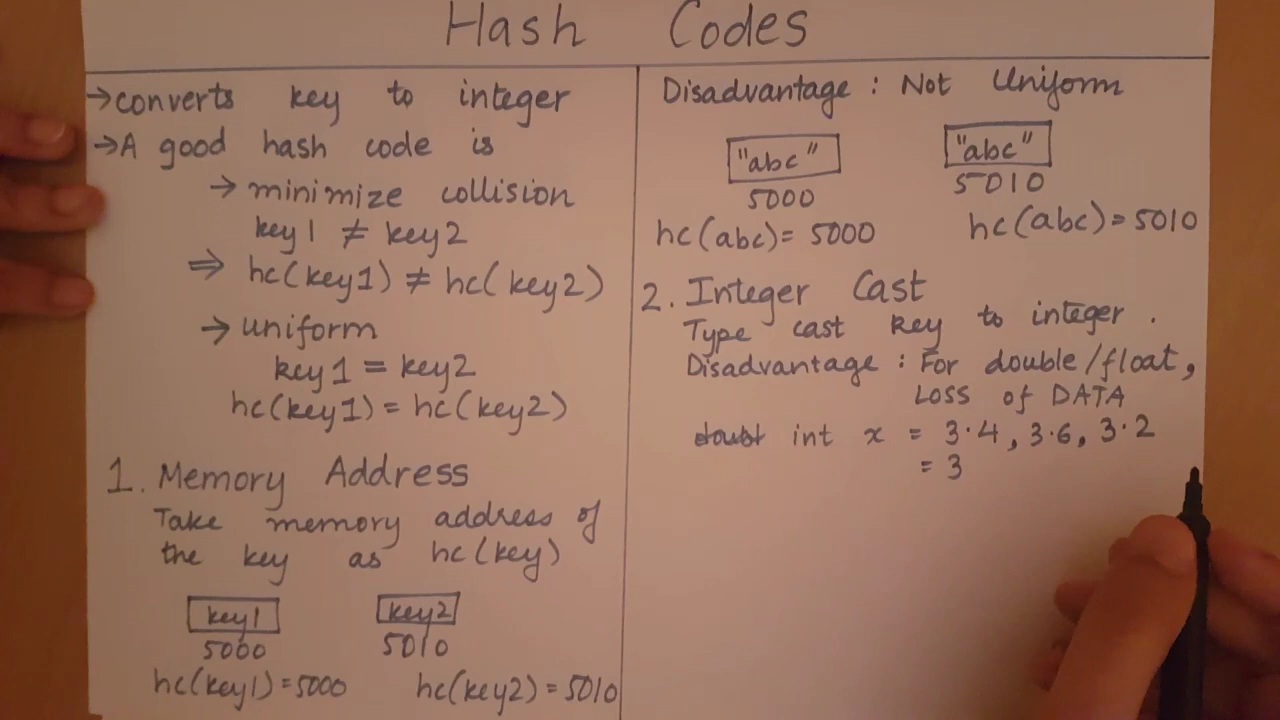 Hash Codes
→converts key to integer
→A good hash code is
→ minimize collision
key1 ≠ key2
⇒ hc(key1) ≠ hc(key2)
→ uniform
key1 = key2
hc(key1) = hc(key2)
1. Memory Address
Take memory address of
the key as hc(key)
key1 key2
5000 5010
hc(key1) = 5000 hc(key2) = 5010
Disadvantage : Not Uniform
"abc" "abc"
5000 5010
hc(abc) = 5000 hc(abc) = 5010
2. Integer Cast
Type cast key to integer.
Disadvantage : For double/float,
LOSS of DATA
doubt int x = 3.4, 3.6, 3.2
= 3